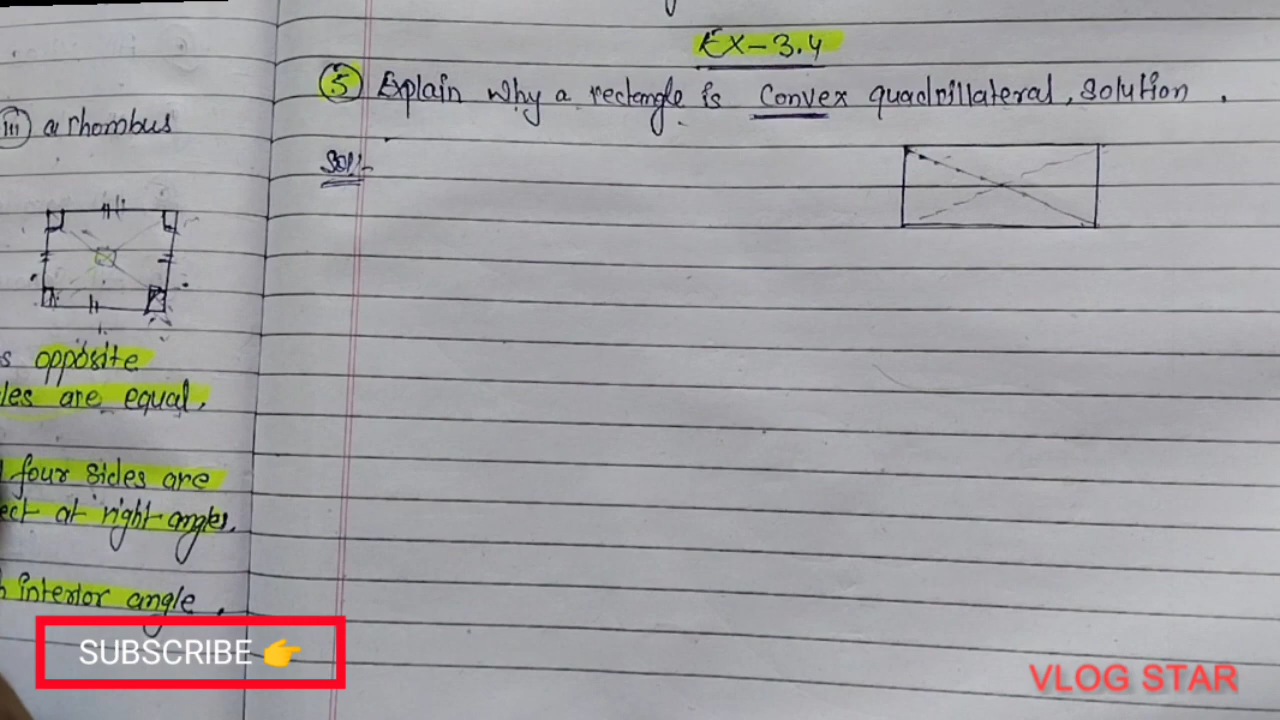 EX-3.4
5 Explain why a rectangle is convex quadrillateral, solution.
Sol:-
iii) a rhombus
s opposite
les are equal.
four sides are
ect at right angles.
interior angle.
SUBSCRIBE 👉
VLOG STAR